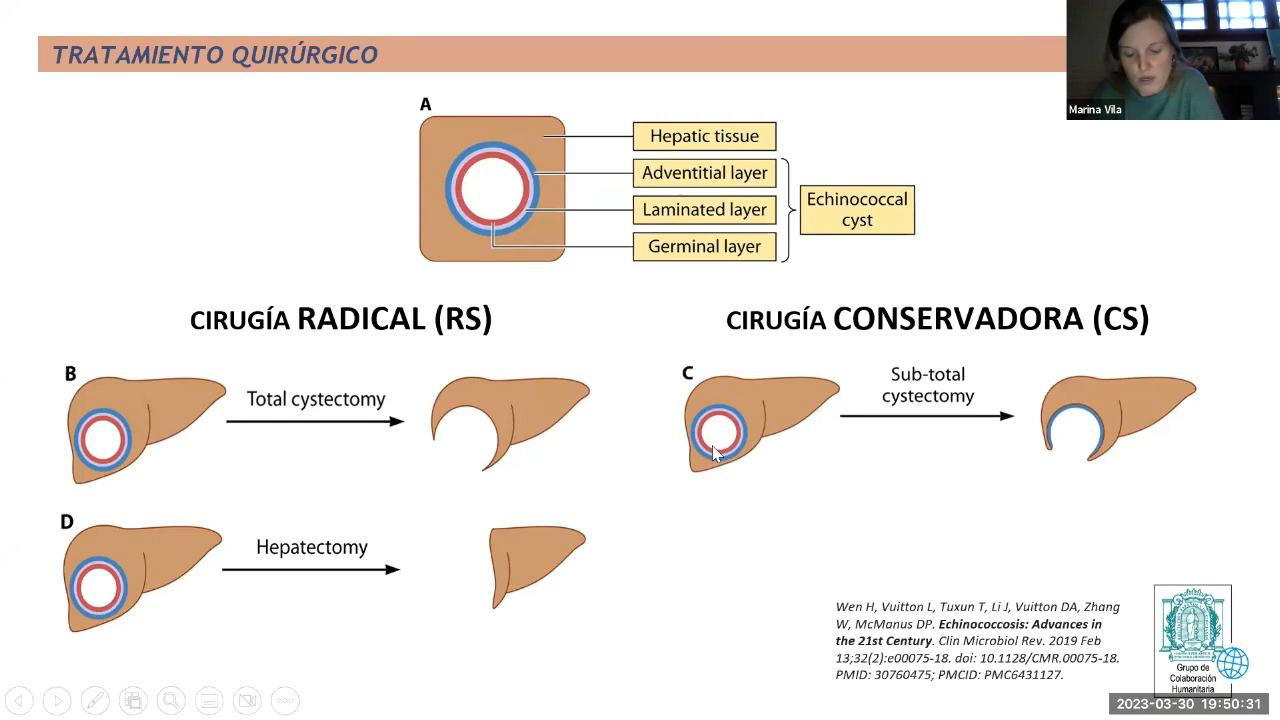 TRATAMIENTO QUIRÚRGICO
Marina Vila
A
Hepatic tissue
Adventitial layer
Laminated layer
Germinal layer
Echinococcal
cyst
CIRUGÍA RADICAL (RS)
CIRUGÍA CONSERVADORA (CS)
B
Total cystectomy
C
Sub-total
cystectomy
D
Hepatectomy
Wen H, Vuitton L, Tuxun T, Li J, Vuitton DA, Zhang
W, McManus DP. Echinococcosis: Advances in
the 21st Century. Clin Microbiol Rev. 2019 Feb
13;32(2):e00075-18. doi: 10.1128/CMR.00075-18.
PMID: 30760475; PMCID: PMC6431127.
Grupo de
Colaboración
Humanitaria
2023-03-30 19:50:31